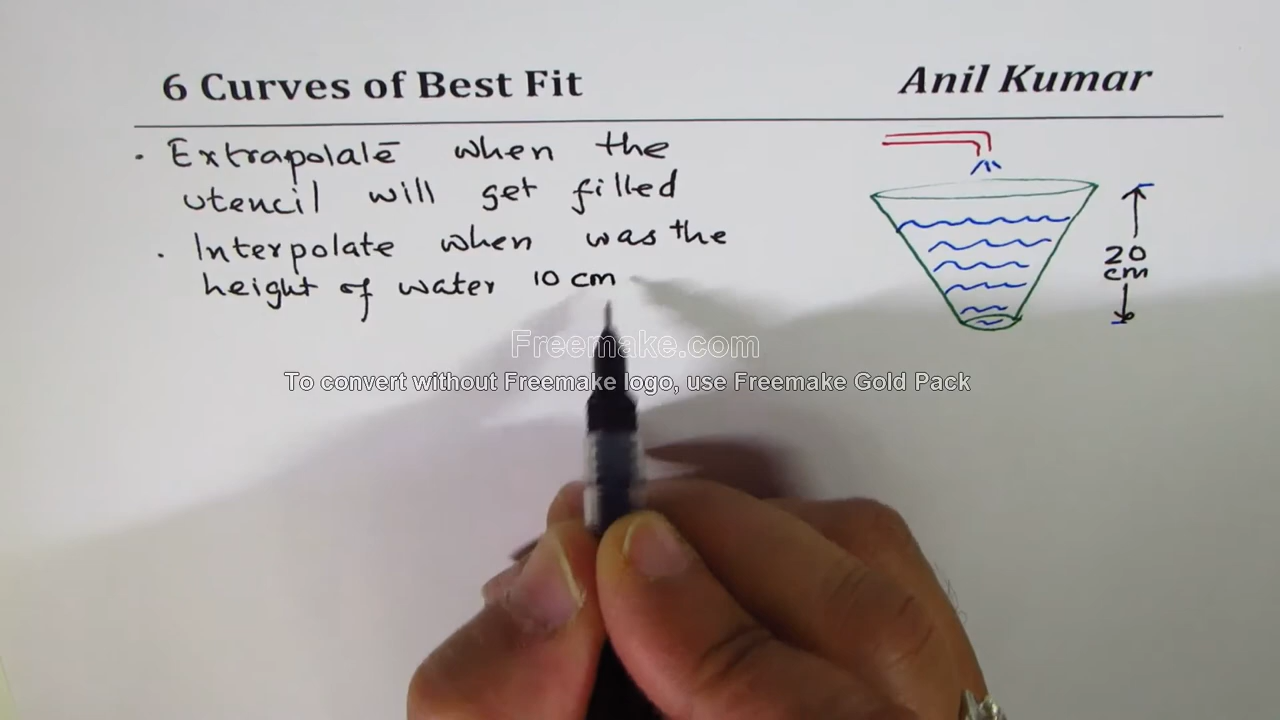 6 Curves of Best Fit
Anil Kumar
• Extrapolate when the
utencil will get filled
• Interpolate when was the
height of water 10 cm
20
cm
Freemake.com
To convert without Freemake logo, use Freemake Gold Pack